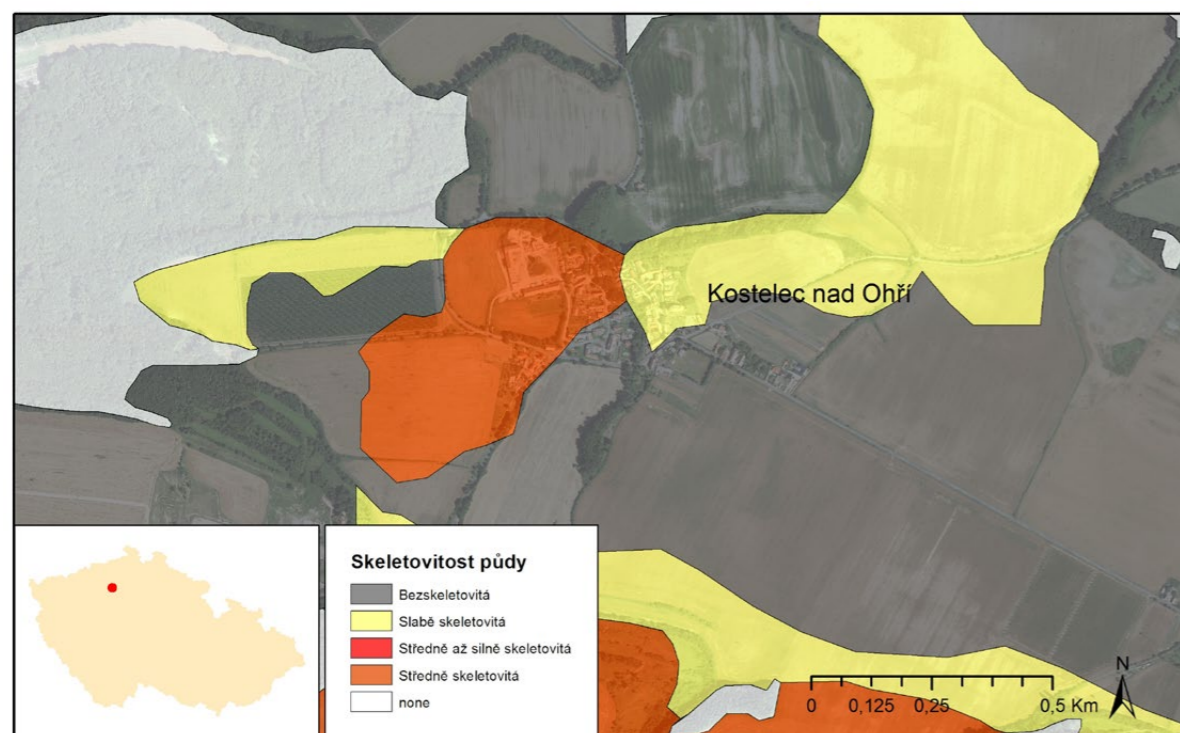 Kostelec nad Ohří
Skeletovitost půdy
Bezskeletovitá
Slabě skeletovitá
Středně až silně skeletovitá
Středně skeletovitá
none
N
0 0,125 0,25 0,5 Km